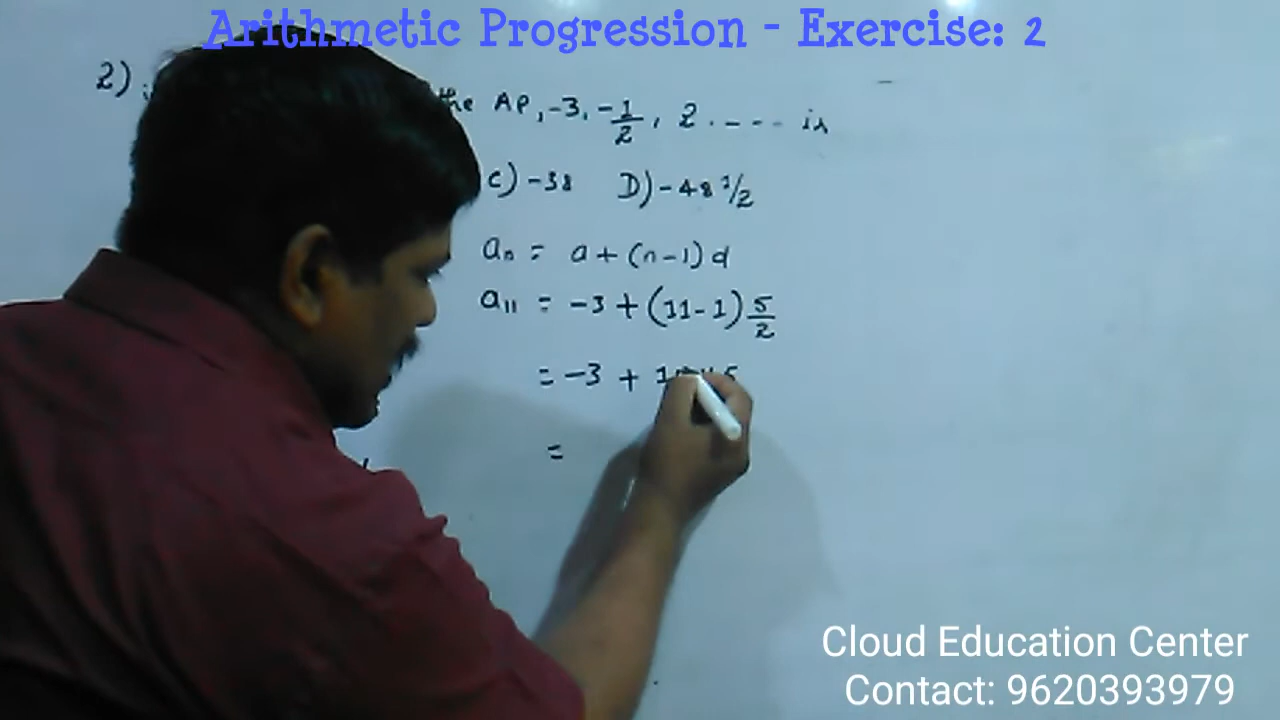 Arithmetic Progression - Exercise: 2
2) the AP, -3, -1/2, 2 . - - - - is
C) -38 D) -48 1/2
aₙ = a + (n-1) d
a₁₁ = -3 + (11-1) 5/2
= -3 +
=
Cloud Education Center
Contact: 9620393979